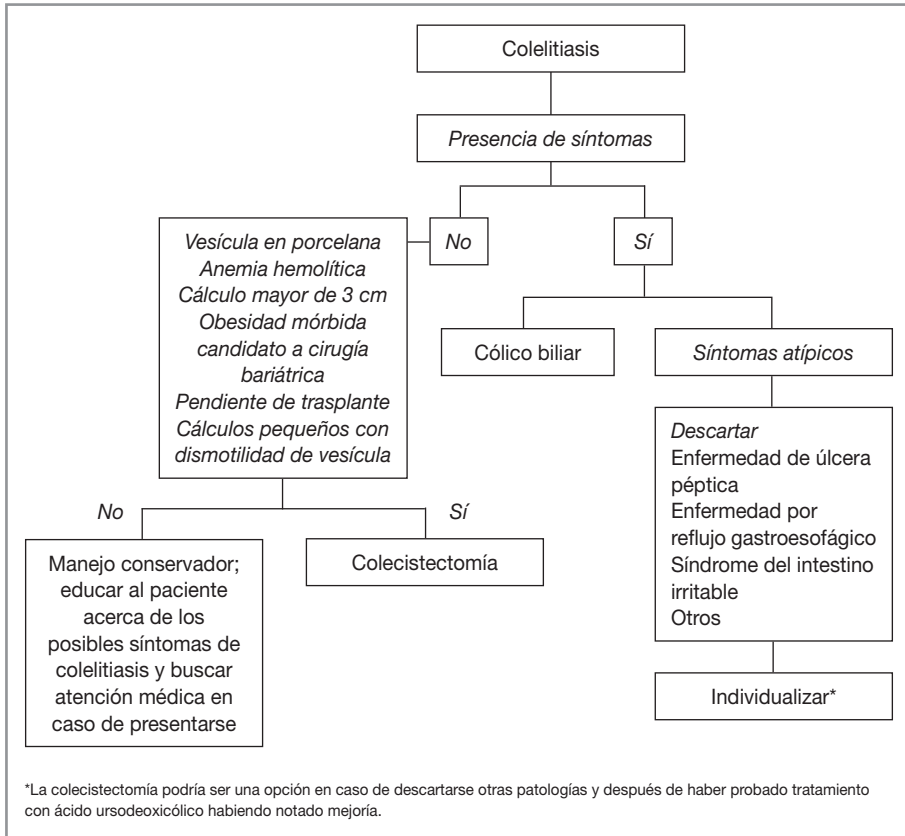 Colelitiasis
Presencia de síntomas
No
Sí
Vesícula en porcelana
Anemia hemolítica
Cálculo mayor de 3 cm
Obesidad mórbida
candidato a cirugía
bariátrica
Pendiente de trasplante
Cálculos pequeños con
dismotilidad de vesícula
Cólico biliar
Síntomas atípicos
Descartar
Enfermedad de úlcera
péptica
Enfermedad por
reflujo gastroesofágico
Síndrome del intestino
irritable
Otros
No
Sí
Manejo conservador;
educar al paciente
acerca de los
posibles síntomas de
colelitiasis y buscar
atención médica en
caso de presentarse
Colecistectomía
Individualizar*
*La colecistectomía podría ser una opción en caso de descartarse otras patologías y después de haber probado tratamiento
con ácido ursodeoxicólico habiendo notado mejoría.